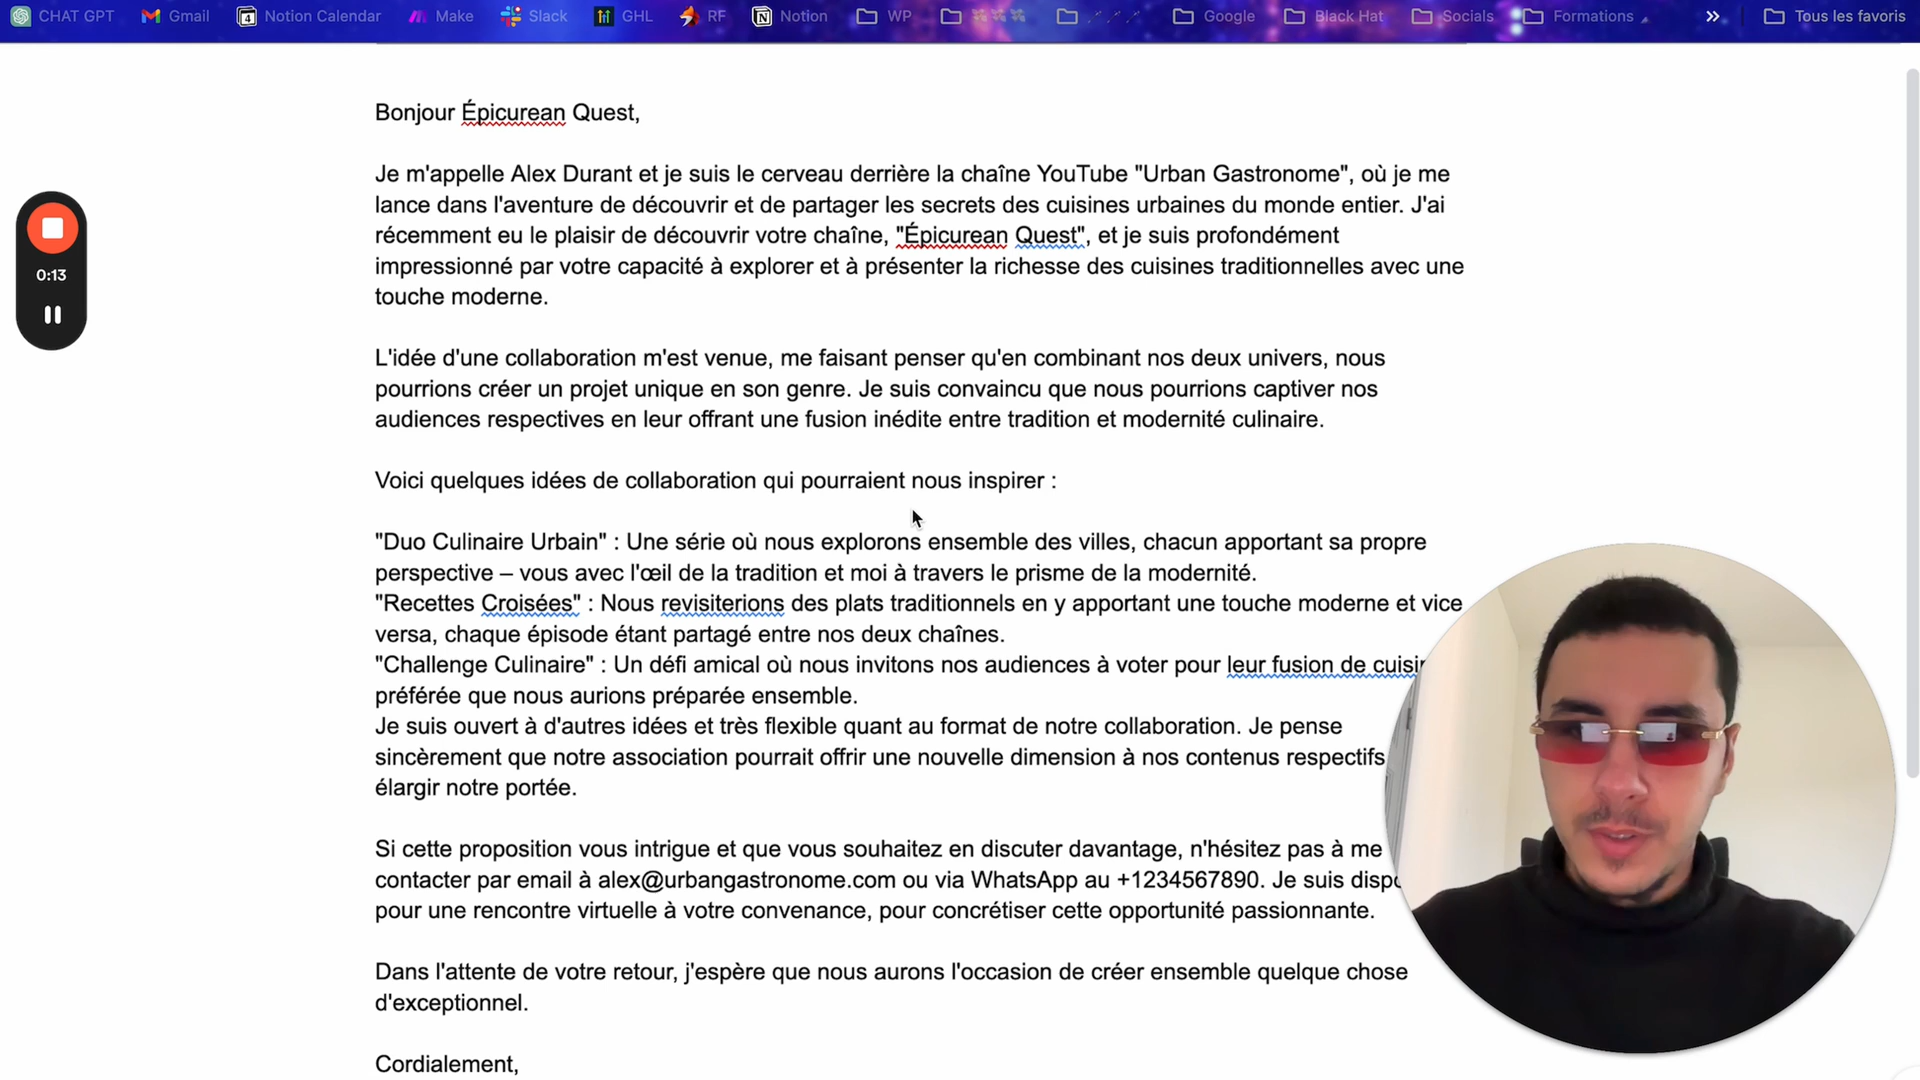 CHAT GPT Gmail 4 Notion Calendar Make Slack GHL RF Notion WP Google Black Hat Socials Formations » Tous les favoris
Bonjour Épicurean Quest,
Je m'appelle Alex Durant et je suis le cerveau derrière la chaîne YouTube "Urban Gastronome", où je me
lance dans l'aventure de découvrir et de partager les secrets des cuisines urbaines du monde entier. J'ai
récemment eu le plaisir de découvrir votre chaîne, "Épicurean Quest", et je suis profondément
impressionné par votre capacité à explorer et à présenter la richesse des cuisines traditionnelles avec une
touche moderne.
0:13
L'idée d'une collaboration m'est venue, me faisant penser qu'en combinant nos deux univers, nous
pourrions créer un projet unique en son genre. Je suis convaincu que nous pourrions captiver nos
audiences respectives en leur offrant une fusion inédite entre tradition et modernité culinaire.
Voici quelques idées de collaboration qui pourraient nous inspirer :
"Duo Culinaire Urbain" : Une série où nous explorons ensemble des villes, chacun apportant sa propre
perspective – vous avec l'œil de la tradition et moi à travers le prisme de la modernité.
"Recettes Croisées" : Nous revisiterions des plats traditionnels en y apportant une touche moderne et vice
versa, chaque épisode étant partagé entre nos deux chaînes.
"Challenge Culinaire" : Un défi amical où nous invitons nos audiences à voter pour leur fusion de
préférée que nous aurions préparée ensemble.
Je suis ouvert à d'autres idées et très flexible quant au format de notre collaboration. Je pense
sincèrement que notre association pourrait offrir une nouvelle dimension à nos contenus respectifs
élargir notre portée.
Si cette proposition vous intrigue et que vous souhaitez en discuter davantage, n'hésitez pas à me
contacter par email à alex@urbangastronome.com ou via WhatsApp au +1234567890. Je suis
pour une rencontre virtuelle à votre convenance, pour concrétiser cette opportunité passionnante.
Dans l'attente de votre retour, j'espère que nous aurons l'occasion de créer ensemble quelque chose
d'exceptionnel.
Cordialement,